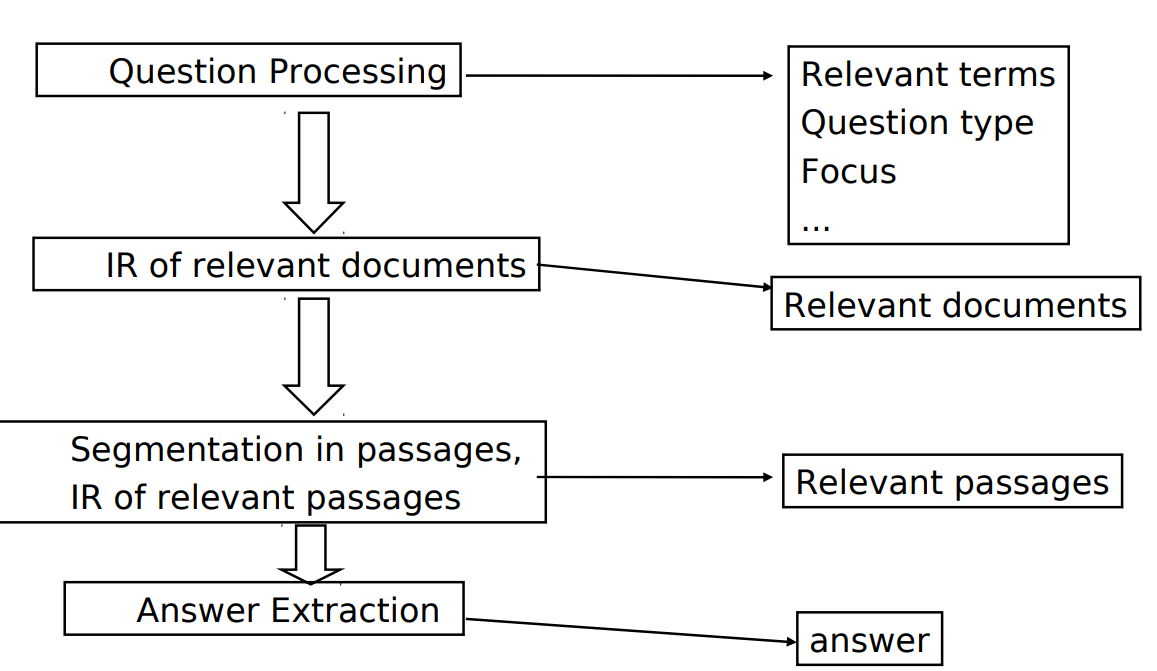 Question Processing
Relevant terms
Question type
Focus
...
IR of relevant documents
Relevant documents
Segmentation in passages,
IR of relevant passages
Relevant passages
Answer Extraction
answer